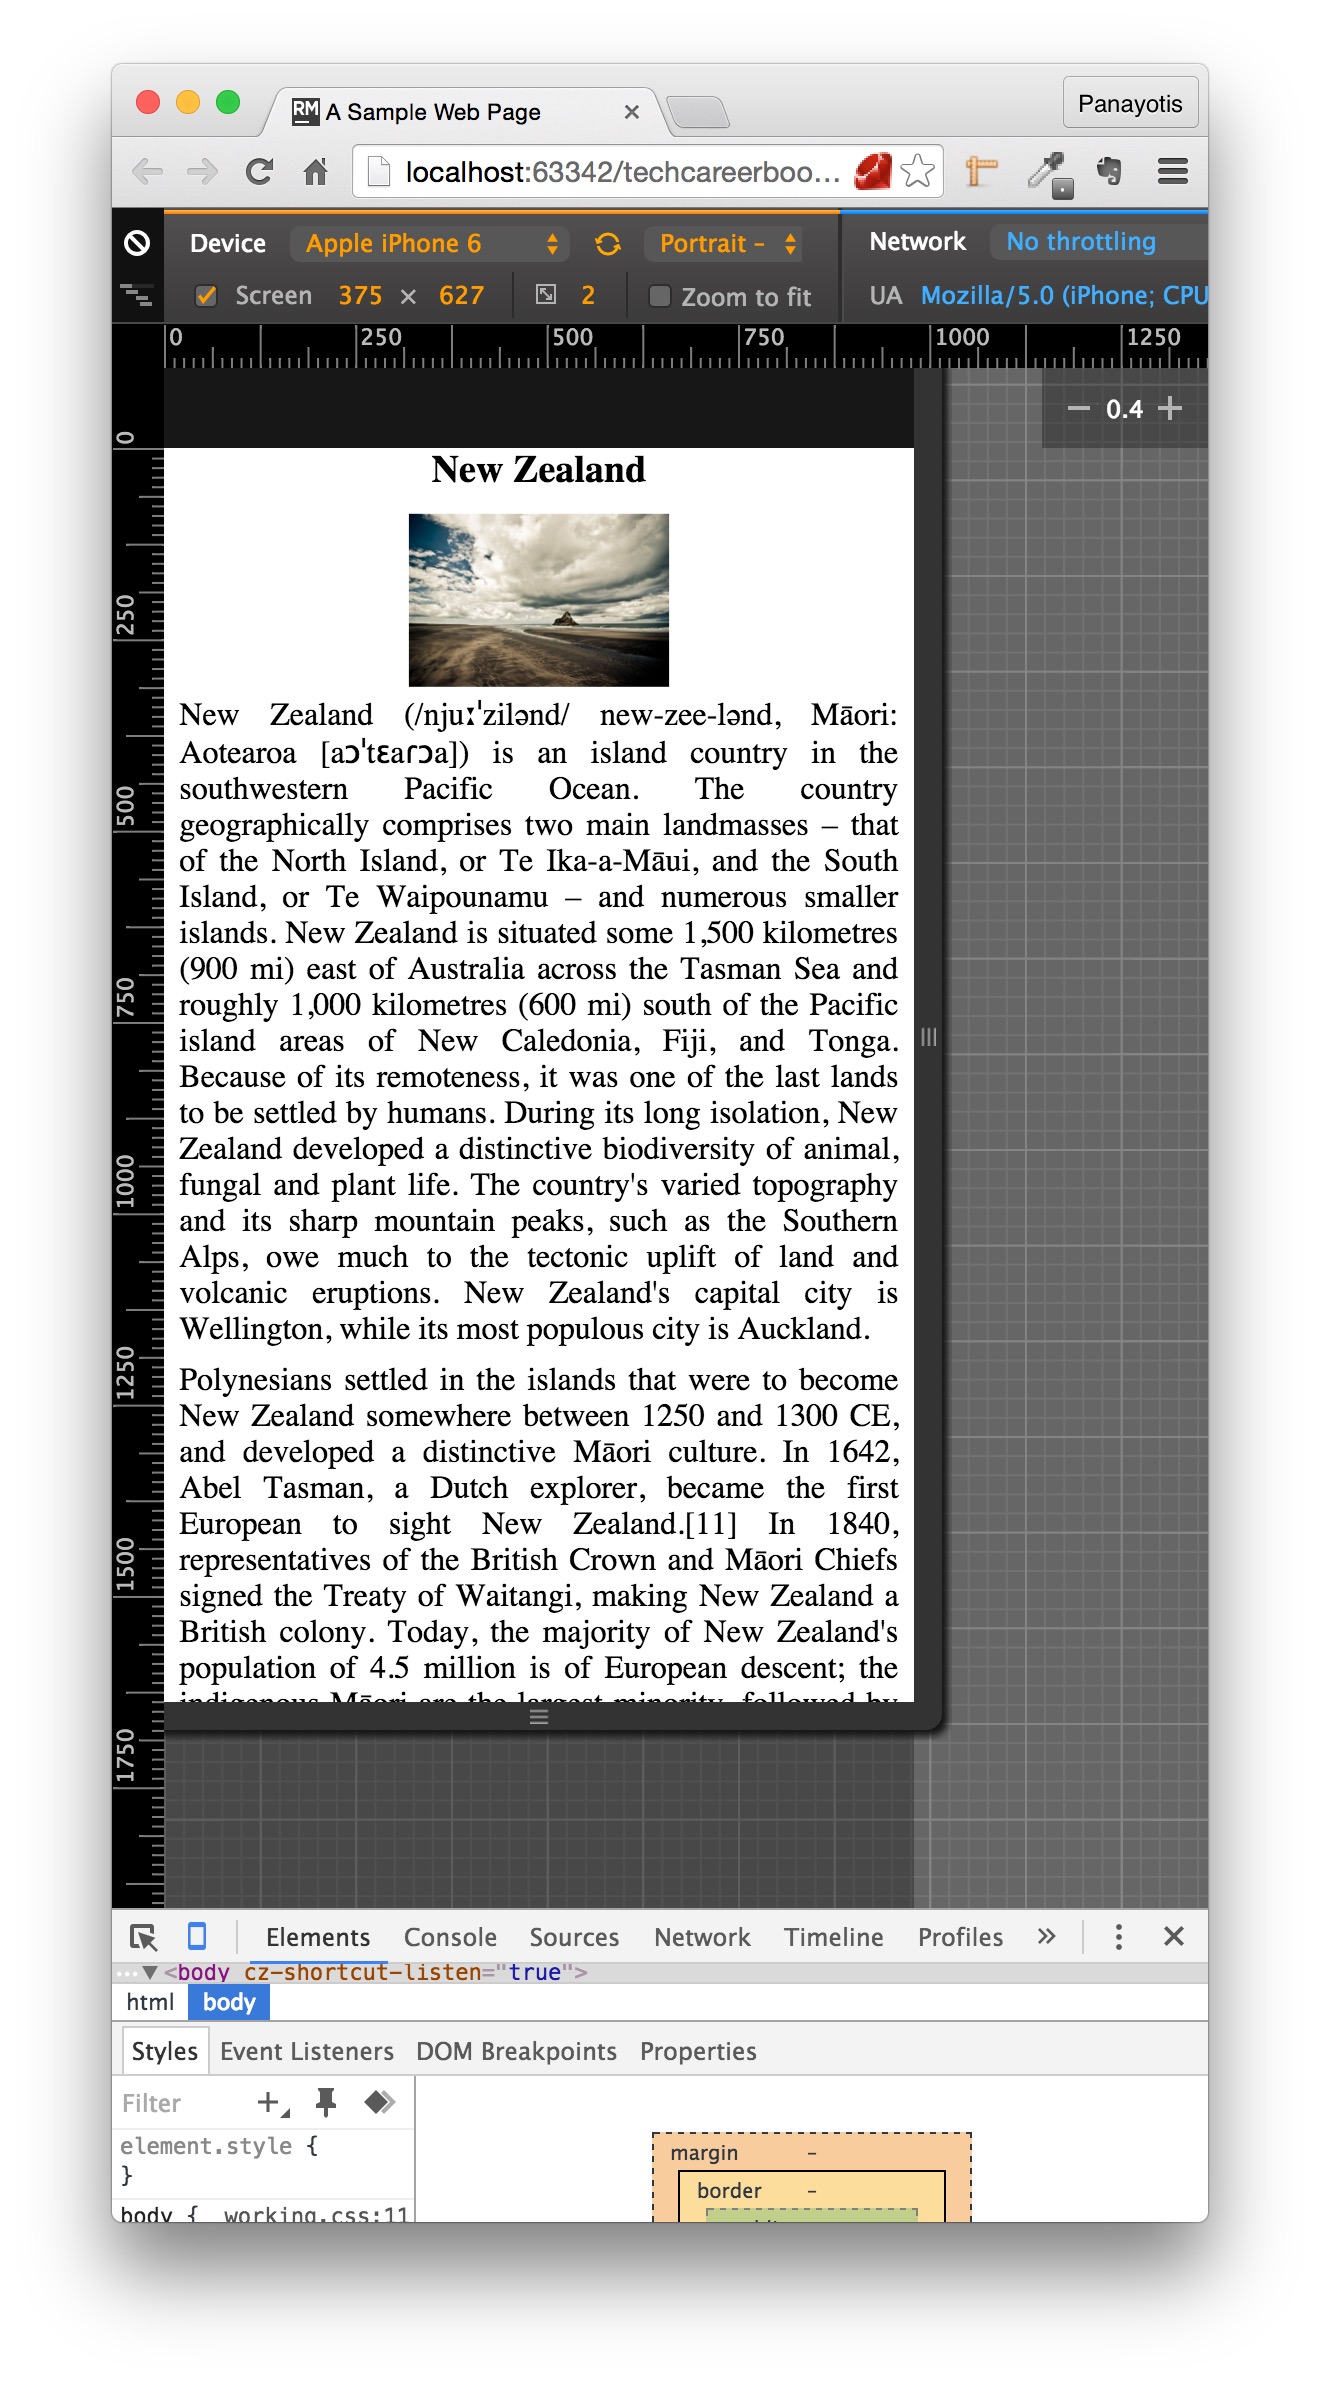 RM A Sample Web Page
Panayotis
localhost:63342/techcareerboo...
Device Apple iPhone 6 Portrait - Network No throttling
Screen 375 × 627 2 Zoom to fit UA Mozilla/5.0 (iPhone; CPU
0 250 500 750 1000 1250
0.4
0
250
500
750
1000
1250
1500
1750
New Zealand
New Zealand (/njuːˈzilənd/ new-zee-lənd, Māori:
Aotearoa [aɔˈtɛaɾɔa]) is an island country in the
southwestern Pacific Ocean. The country
geographically comprises two main landmasses – that
of the North Island, or Te Ika-a-Māui, and the South
Island, or Te Waipounamu – and numerous smaller
islands. New Zealand is situated some 1,500 kilometres
(900 mi) east of Australia across the Tasman Sea and
roughly 1,000 kilometres (600 mi) south of the Pacific
island areas of New Caledonia, Fiji, and Tonga.
Because of its remoteness, it was one of the last lands
to be settled by humans. During its long isolation, New
Zealand developed a distinctive biodiversity of animal,
fungal and plant life. The country's varied topography
and its sharp mountain peaks, such as the Southern
Alps, owe much to the tectonic uplift of land and
volcanic eruptions. New Zealand's capital city is
Wellington, while its most populous city is Auckland.
Polynesians settled in the islands that were to become
New Zealand somewhere between 1250 and 1300 CE,
and developed a distinctive Māori culture. In 1642,
Abel Tasman, a Dutch explorer, became the first
European to sight New Zealand.[11] In 1840,
representatives of the British Crown and Māori Chiefs
signed the Treaty of Waitangi, making New Zealand a
British colony. Today, the majority of New Zealand's
population of 4.5 million is of European descent; the
indigenous Māori are the largest minority, followed by
Elements Console Sources Network Timeline Profiles »
... ▼ <body cz-shortcut-listen="true">
html body
Styles Event Listeners DOM Breakpoints Properties
Filter
element.style {
}
body { working.css:11
margin –
border –